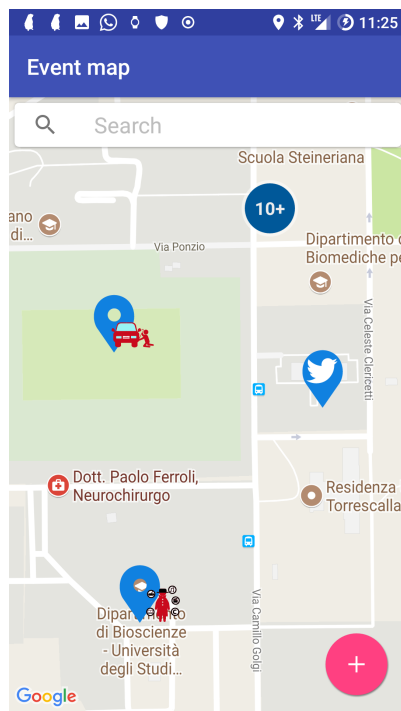 LTE 11:25
Event map
Search
Scuola Steineriana
10+
ano
di...
Via Ponzio
Dipartimento
Biomediche pe
Via Celeste Clericetti
Dott. Paolo Ferroli,
Neurochirurgo
Residenza
Torrescalla
di Bioscienze
- Università
degli Studi...
Via Camillo Golgi
+
Google